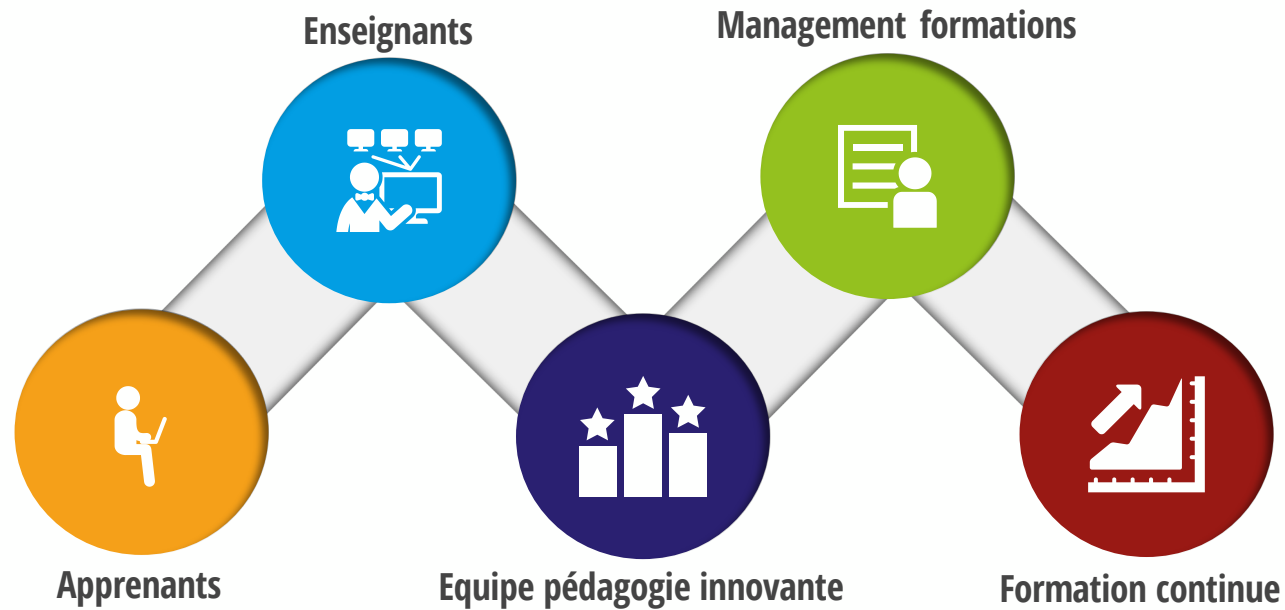 Enseignants
Management formations
Apprenants
Equipe pédagogie innovante
Formation continue